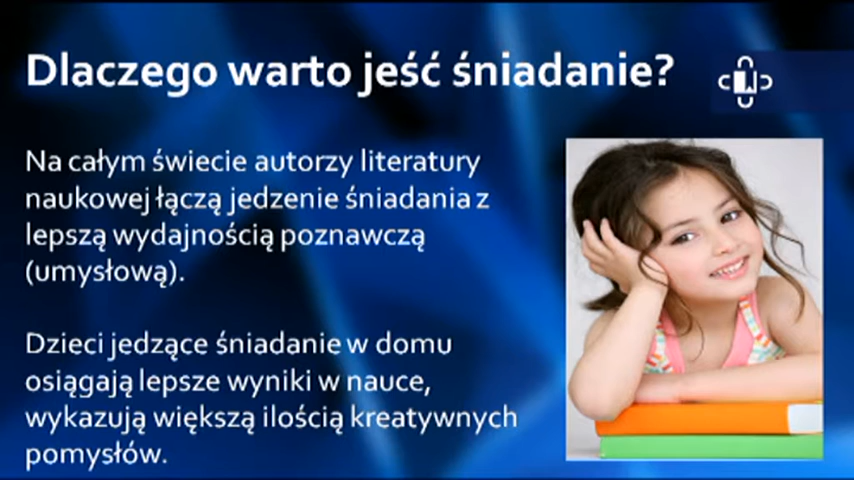 Dlaczego warto jeść śniadanie?
Na całym świecie autorzy literatury
naukowej łączą jedzenie śniadania z
lepszą wydajnością poznawczą
(umysłową).
Dzieci jedzące śniadanie w domu
osiągają lepsze wyniki w nauce,
wykazują większą ilością kreatywnych
pomysłów.